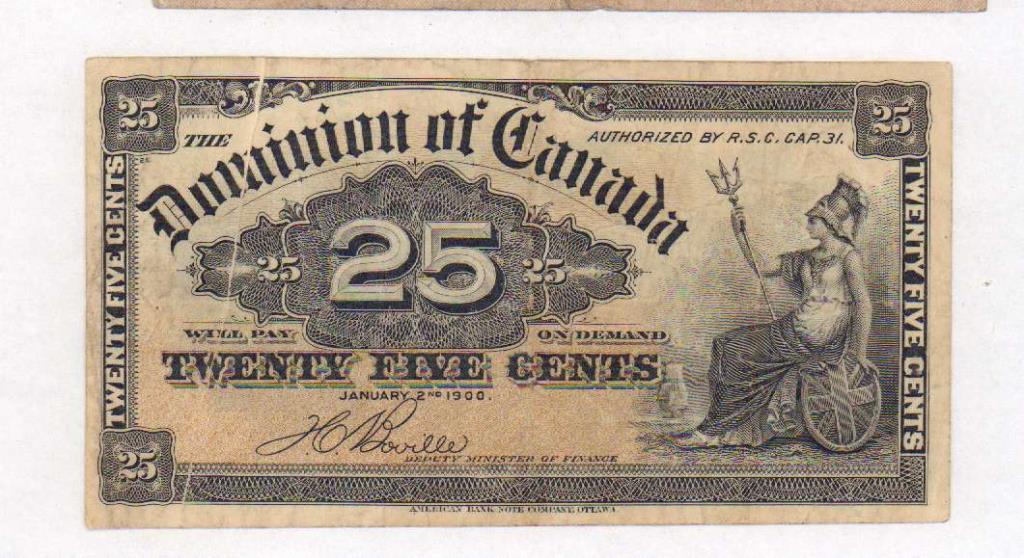 25 25
THE
Dominion of Canada
AUTHORIZED BY R.S.C. CAP. 31.
25 25 25
WILL PAY ON DEMAND
TWENTY FIVE CENTS
JANUARY 2ND 1900.
H C Boville
DEPUTY MINISTER OF FINANCE
TWENTY FIVE CENTS
TWENTY FIVE CENTS
25
AMERICAN BANK NOTE COMPANY, OTTAWA